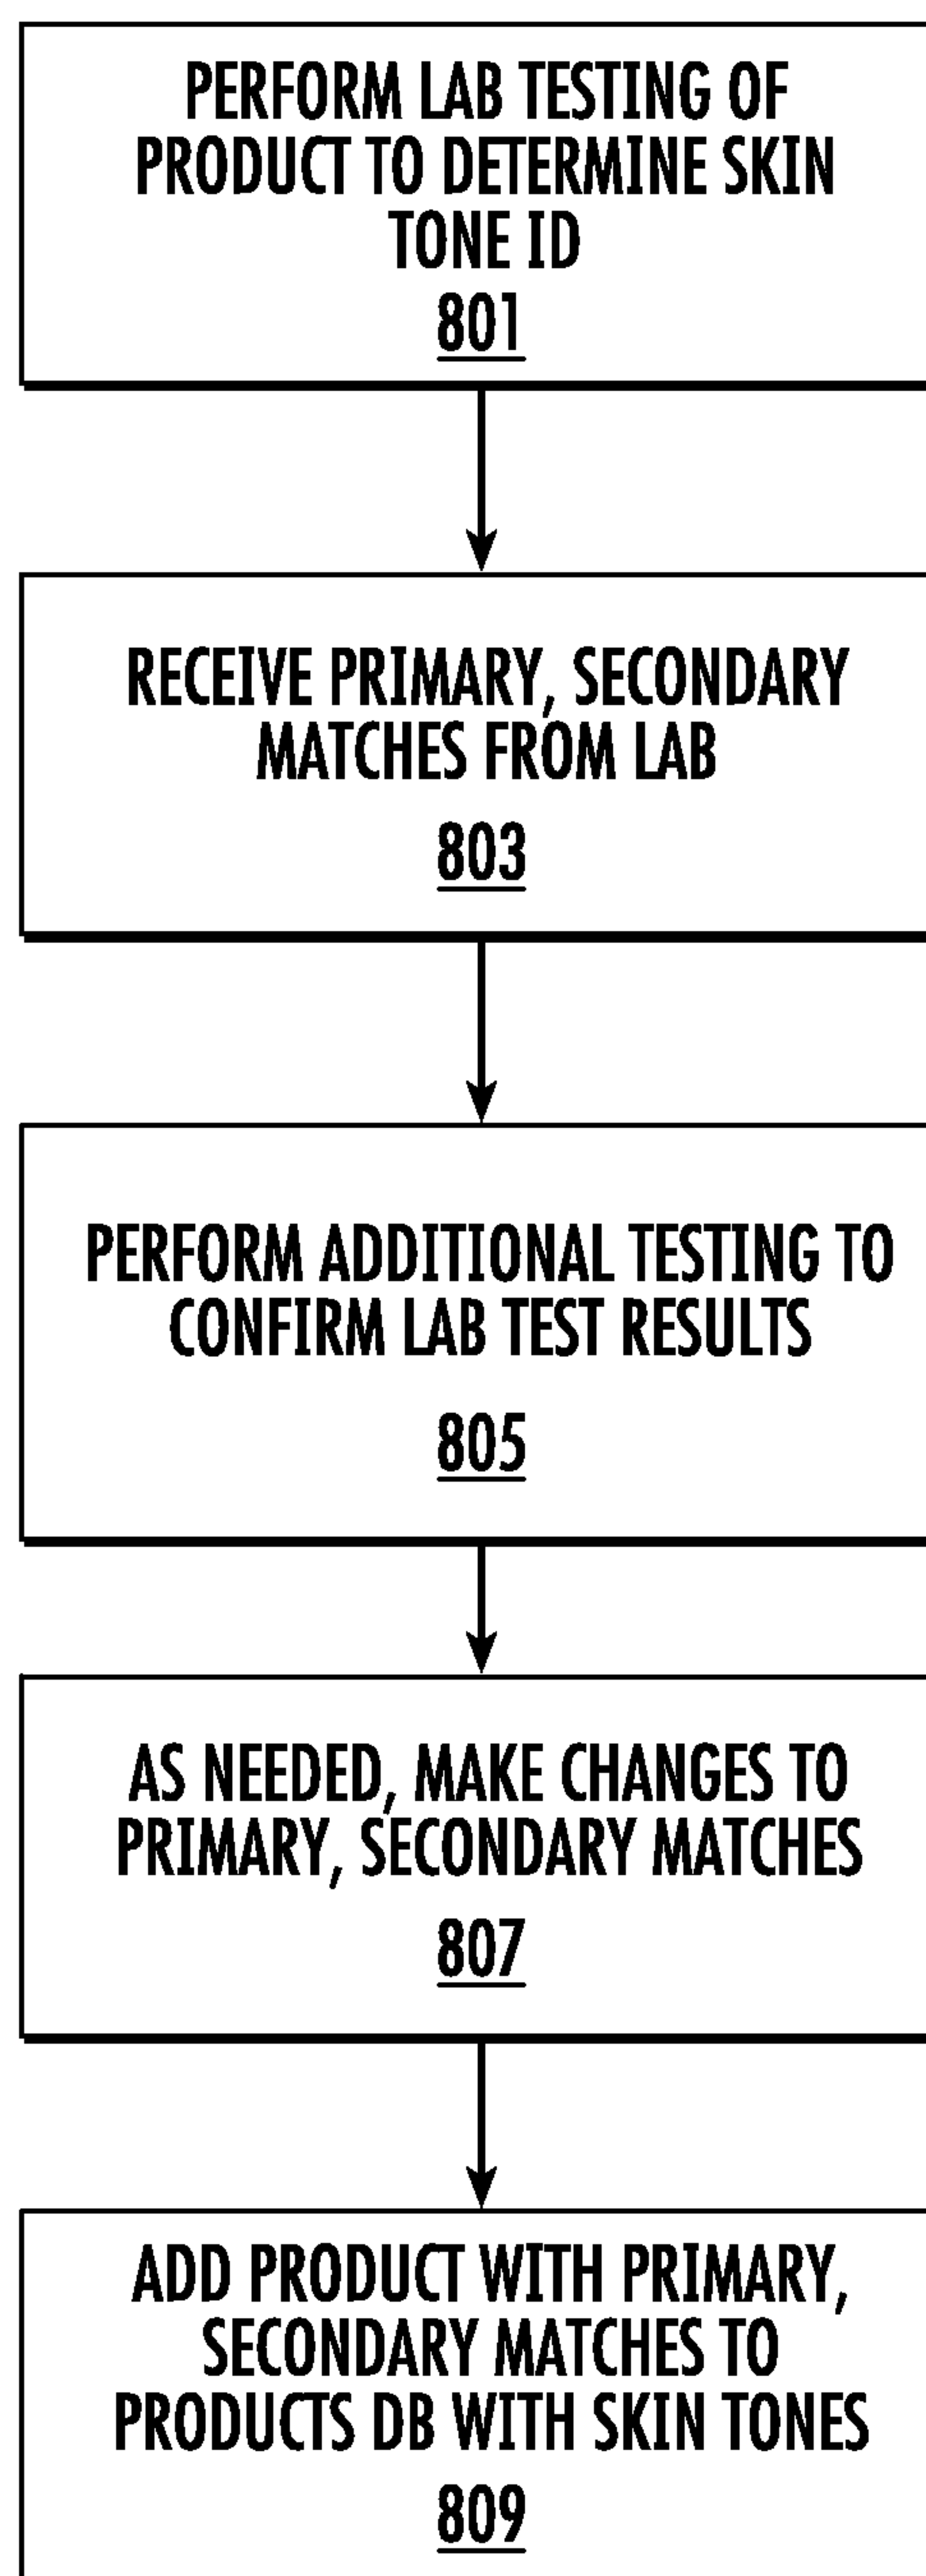 PERFORM LAB TESTING OF
PRODUCT TO DETERMINE SKIN
TONE ID
801
RECEIVE PRIMARY, SECONDARY
MATCHES FROM LAB
803
PERFORM ADDITIONAL TESTING TO
CONFIRM LAB TEST RESULTS
805
AS NEEDED, MAKE CHANGES TO
PRIMARY, SECONDARY MATCHES
807
ADD PRODUCT WITH PRIMARY,
SECONDARY MATCHES TO
PRODUCTS DB WITH SKIN TONES
809